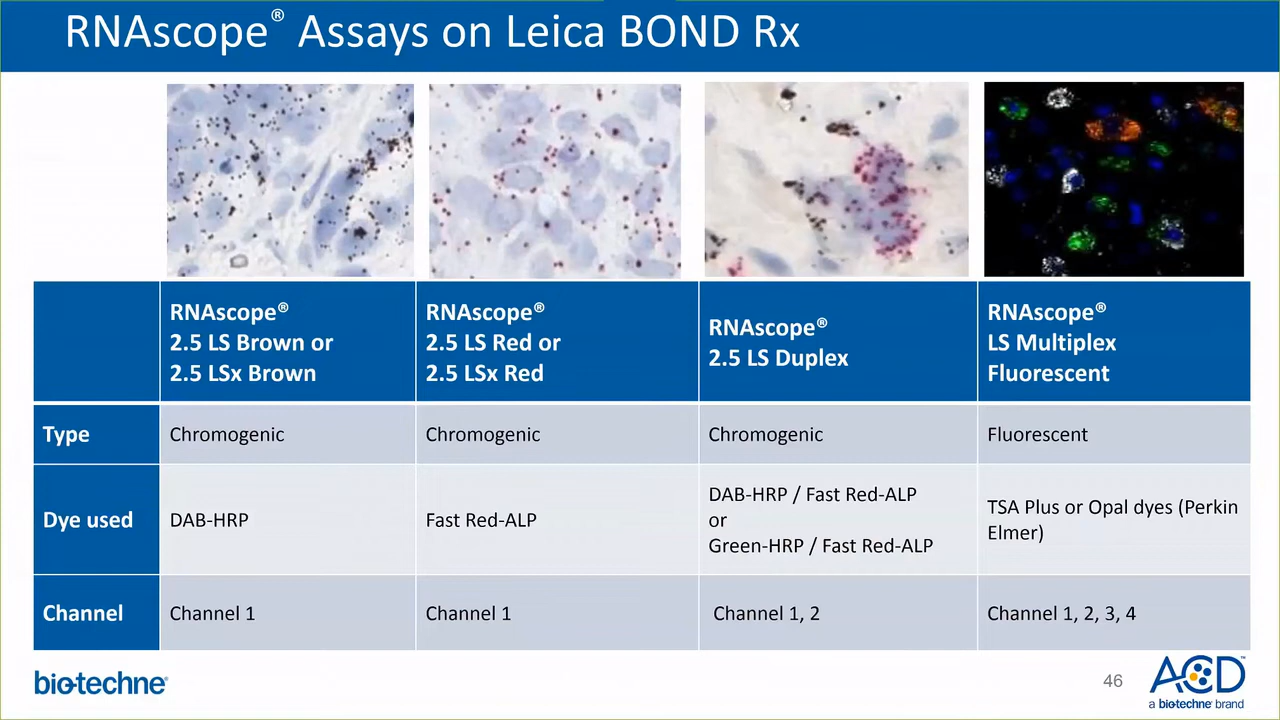 RNAscope® Assays on Leica BOND Rx
RNAscope®
2.5 LS Brown or
2.5 LSx Brown
RNAscope®
2.5 LS Red or
2.5 LSx Red
RNAscope®
2.5 LS Duplex
RNAscope®
LS Multiplex
Fluorescent
Type
Chromogenic
Chromogenic
Chromogenic
Fluorescent
Dye used
DAB-HRP
Fast Red-ALP
DAB-HRP / Fast Red-ALP
or
Green-HRP / Fast Red-ALP
TSA Plus or Opal dyes (Perkin
Elmer)
Channel
Channel 1
Channel 1
Channel 1, 2
Channel 1, 2, 3, 4
bio-techne®
46
ACD™
a bio-techne® brand